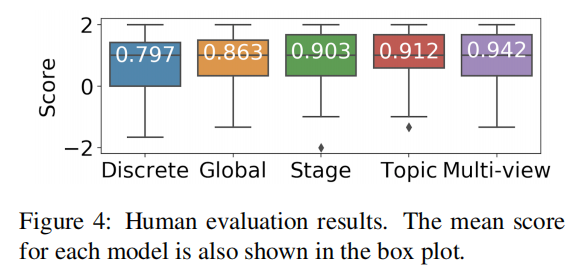 2
0.797 0.863 0.903 0.912 0.942
Score
0
−2
Discrete Global Stage Topic Multi-view
Figure 4: Human evaluation results. The mean score
for each model is also shown in the box plot.